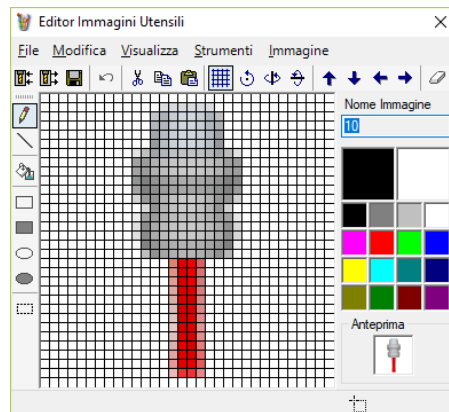 Editor Immagini Utensili
File Modifica Visualizza Strumenti Immagine
Nome Immagine
10
Anteprima